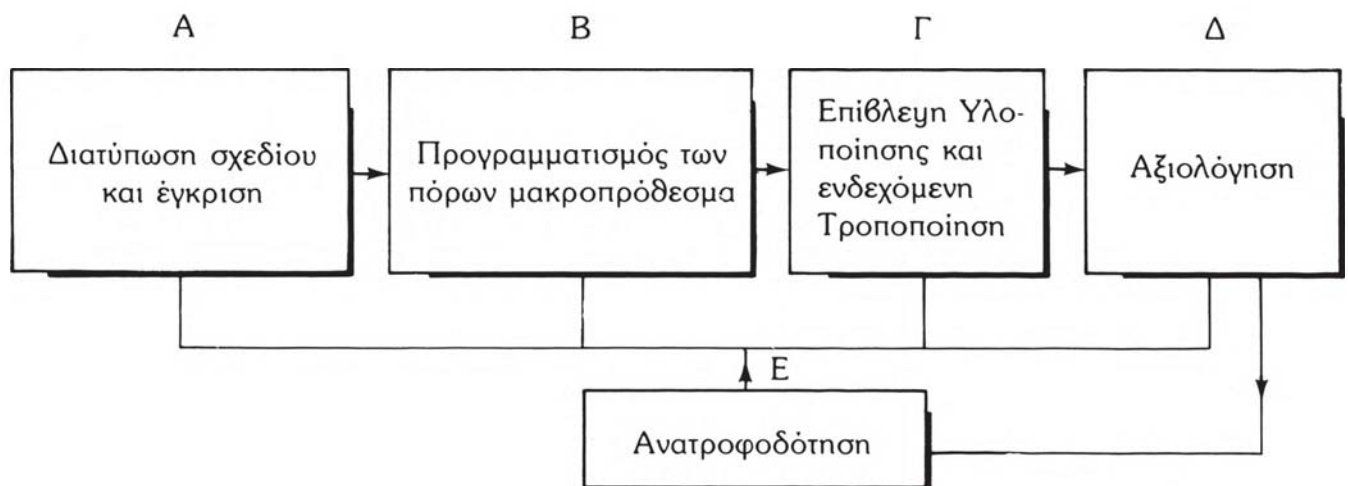 Α
Β
Γ
Δ
Διατύπωση σχεδίου
και έγκριση
Προγραμματισμός των
πόρων μακροπρόθεσμα
Επίβλεψη Υλο-
ποίησης και
ενδεχόμενη
Τροποποίηση
Αξιολόγηση
Ε
Ανατροφοδότηση